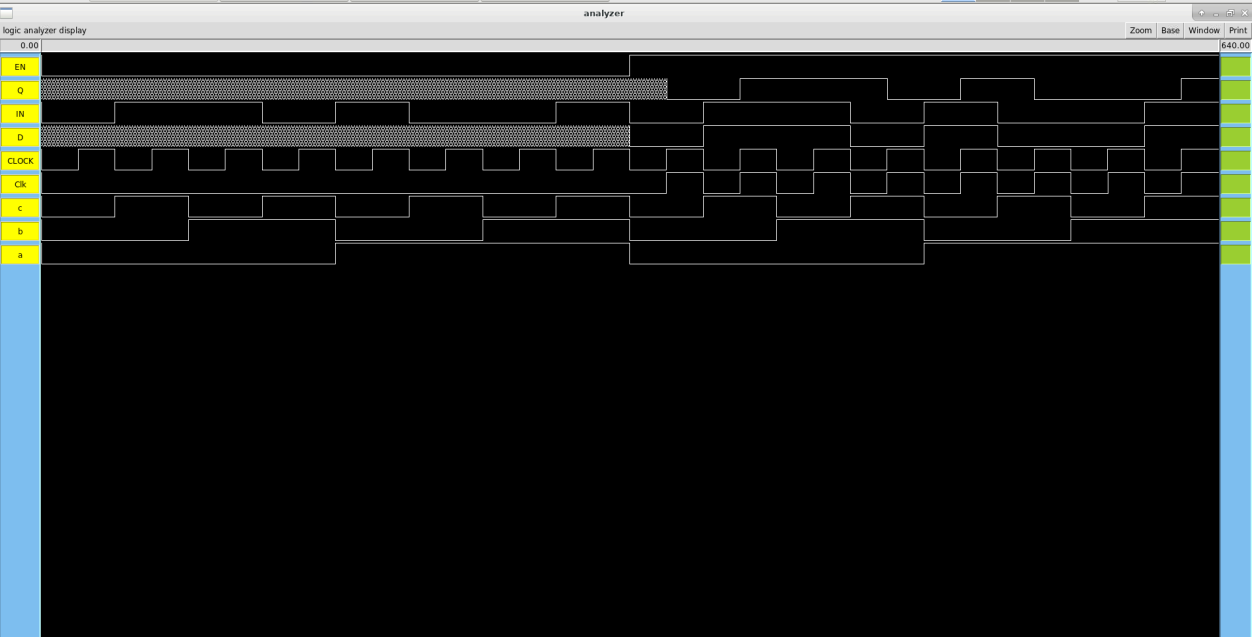 analyzer
logic analyzer display
Zoom Base Window Print
0.00 640.00
EN
Q
IN
D
CLOCK
Clk
c
b
a